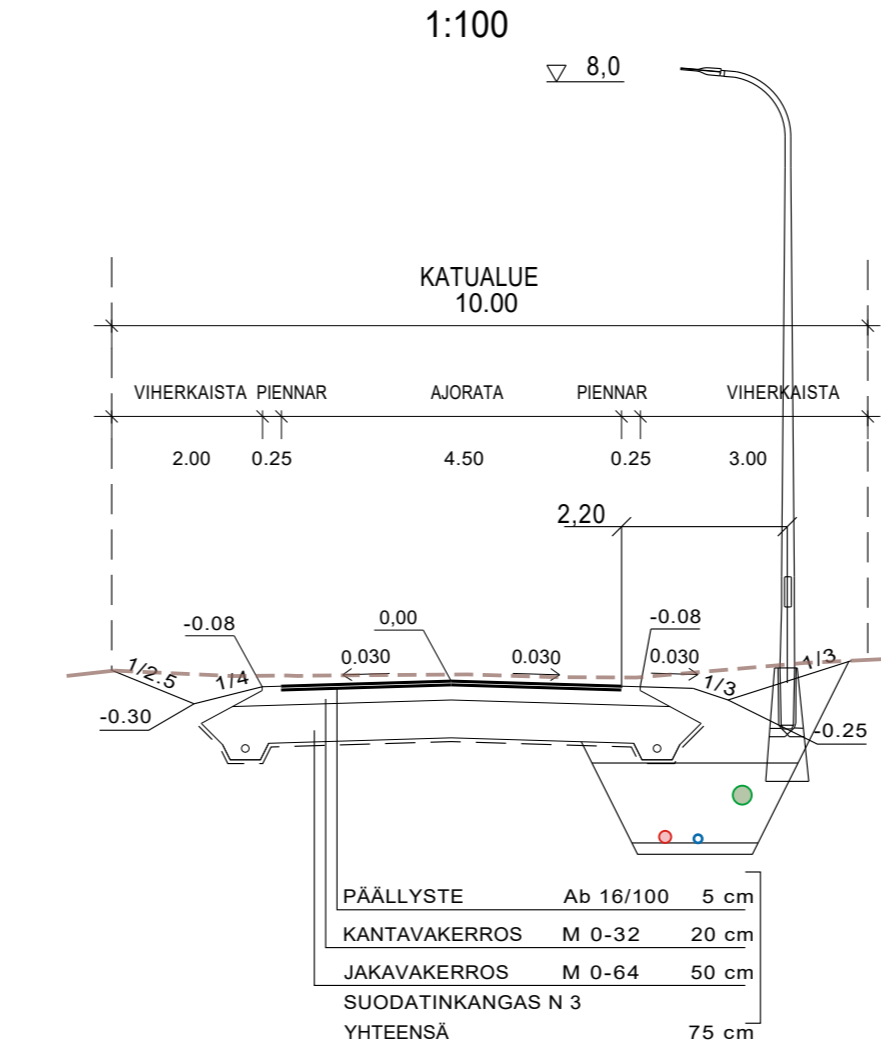 1:100
8,0
KATUALUE
10.00
VIHERKAISTA PIENNAR AJORATA PIENNAR VIHERKAISTA
2.00 0.25 4.50 0.25 3.00
2,20
-0.08 0,00 -0.08
1/2.5 1/4 0.030 0.030 0.030 1/3 1/3
-0.30 -0.25
PÄÄLLYSTE Ab 16/100 5 cm
KANTAVAKERROS M 0-32 20 cm
JAKAVAKERROS M 0-64 50 cm
SUODATINKANGAS N 3
YHTEENSÄ 75 cm